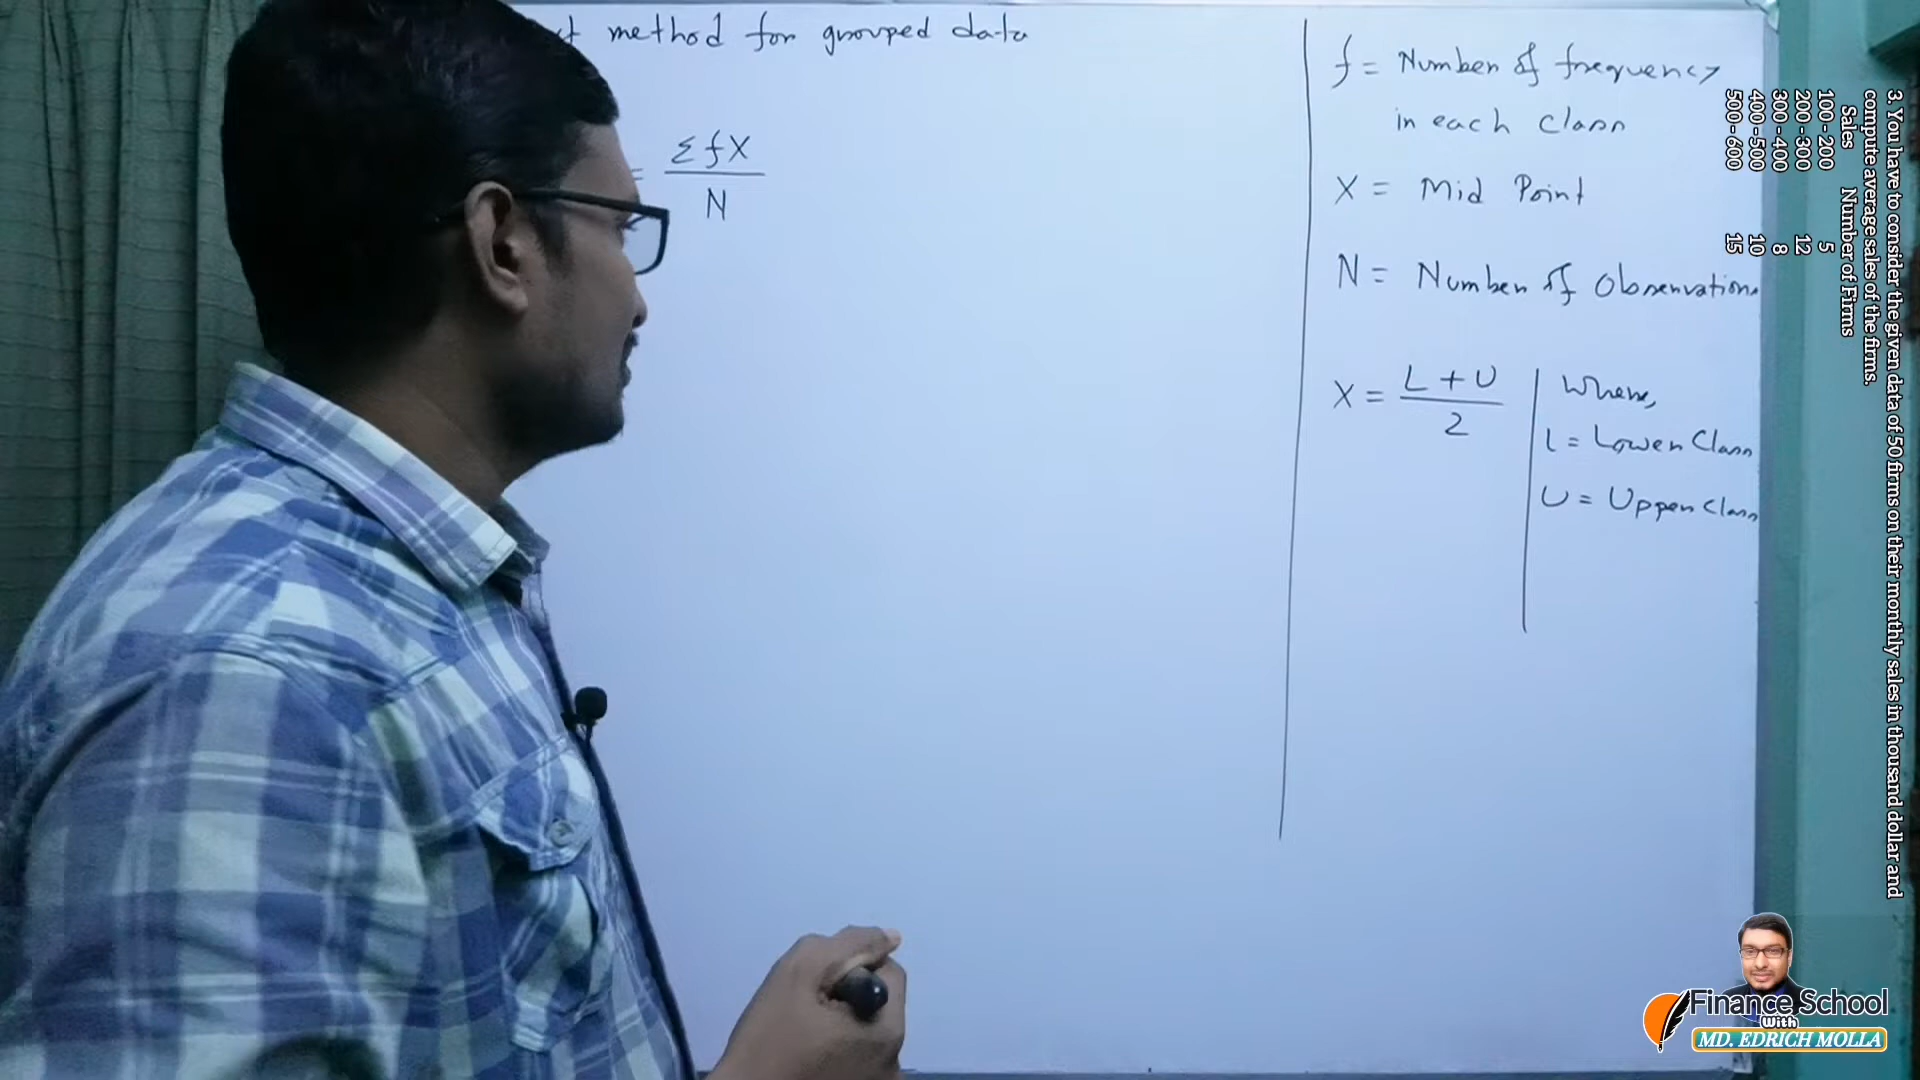 method for grouped data
= ΣfX
N
f = Number of frequency
in each class
X = Mid Point
N = Number of Observations
X = L + U
2
Where,
L = Lower Class
U = Upper Class
3. You have to consider the given data of 50 firms on their monthly sales in thousand dollar and
compute average sales of the firms.
Sales Number of Firms
100 - 200 5
200 - 300 12
300 - 400 8
400 - 500 10
500 - 600 15
Finance School
With
MD. EDRICH MOLLA